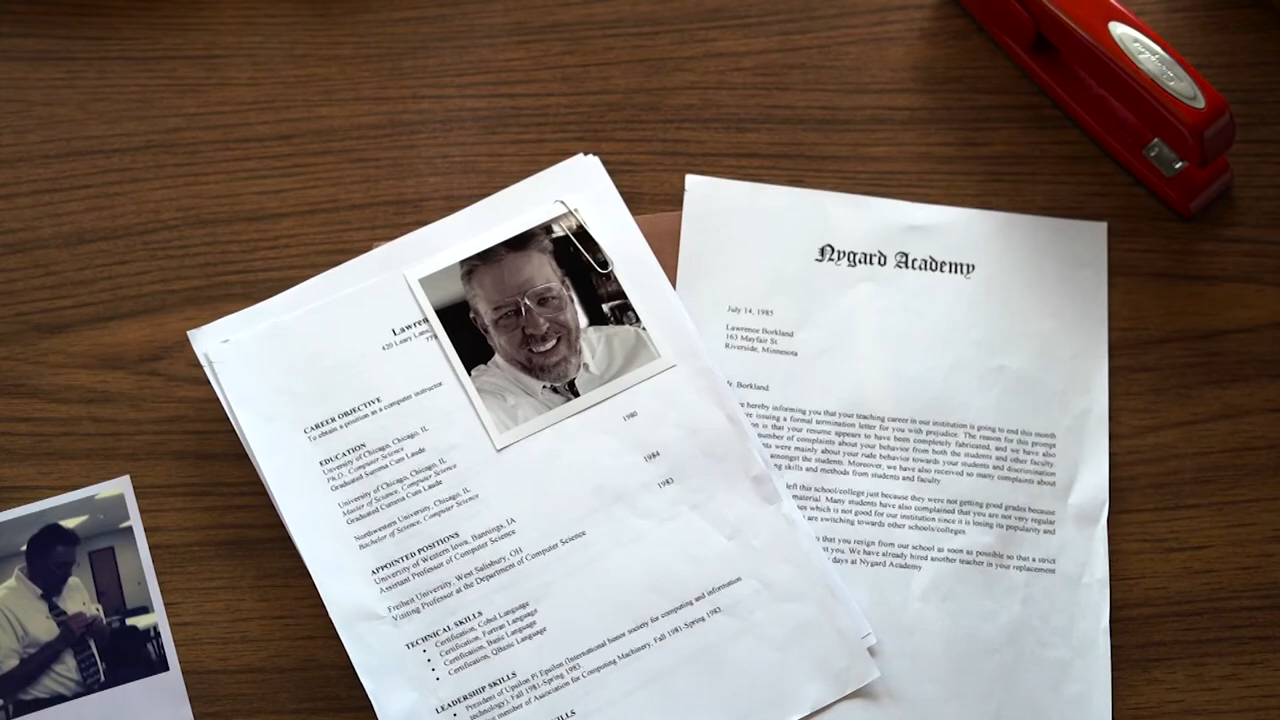 Lawren
420 Leary Lane,
77
CAREER OBJECTIVE
To obtain a position as a computer instructor
EDUCATION
University of Chicago, Chicago, IL
Ph.D., Computer Science
Graduated Summa Cum Laude
1980
University of Chicago, Chicago, IL
Master of Science, Computer Science
Graduated Cumma Cum Laude
1984
Northwestern University, Chicago, IL
Bachelor of Science, Computer Science
1983
APPOINTED POSITIONS
University of Western Iowa, Bannings, IA
Assistant Professor of Computer Science
Freiheit University, West Salisbury, OH
Visiting Professor at the Department of Computer Science
TECHNICAL SKILLS
• Certification, Cobol Language
• Certification, Fortran Language
• Certification, Basic Language
• Certification, QBasic Language
LEADERSHIP SKILLS
• President of Upsilon Pi Epsilon (International honor society for computing and information
technology), Fall 1981-Spring 1983
member of Association for Computing Machinery, Fall 1981-Spring 1983
Nygard Academy
July 14, 1985
Lawrence Borkland
163 Mayfair St.
Riverside, Minnesota
r. Borkland
e hereby informing you that your teaching career in our institution is going to end this month
re issuing a formal termination letter for you with prejudice. The reason for this prompt
n is that your resume appears to have been completely fabricated, and we have also
number of complaints about your behavior from both the students and other faculty.
nts were mainly about your rude behavior towards your students and discrimination
amongst the students. Moreover, we have also received so many complaints about
ng skills and methods from students and faculty.
left this school/college just because they were not getting good grades because
material. Many students have also complained that you are not very regular
es which is not good for our institution since it is losing its popularity and
are switching towards other schools/colleges.
u that you resign from our school as soon as possible so that a strict
st you. We have already hired another teacher in your replacement
days at Nygard Academy